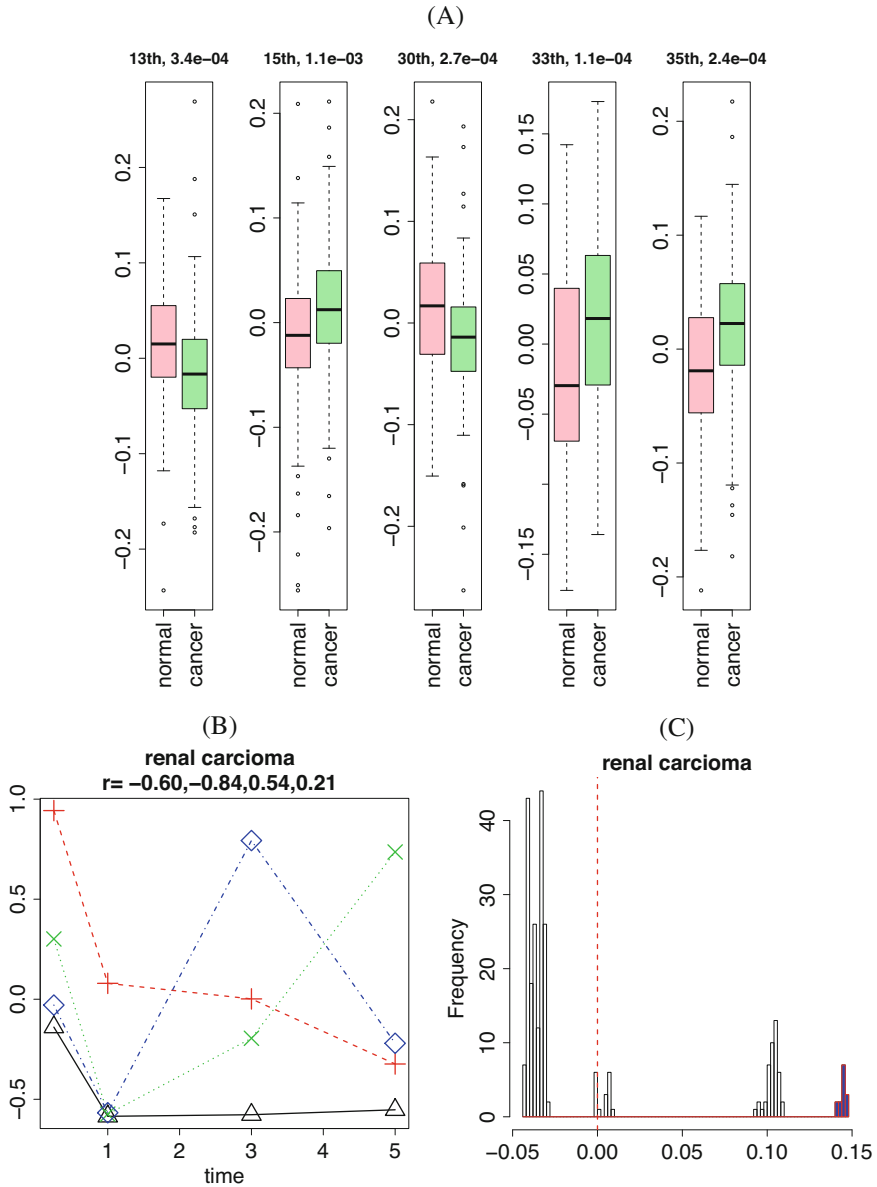 (A)
13th, 3.4e−04
15th, 1.1e−03
30th, 2.7e−04
33th, 1.1e−04
35th, 2.4e−04
0.2
0.1
0.0
−0.1
−0.2
0.2
0.1
0.0
−0.1
−0.2
0.2
0.1
0.0
−0.1
−0.2
0.15
0.10
0.05
0.00
−0.05
−0.15
0.2
0.1
0.0
−0.1
−0.2
normal
cancer
normal
cancer
normal
cancer
normal
cancer
normal
cancer
(B)
renal carcioma
r= −0.60,−0.84,0.54,0.21
1.0
0.5
0.0
−0.5
1
2
3
4
5
time
(C)
renal carcioma
Frequency
40
30
20
10
0
−0.05
0.00
0.05
0.10
0.15